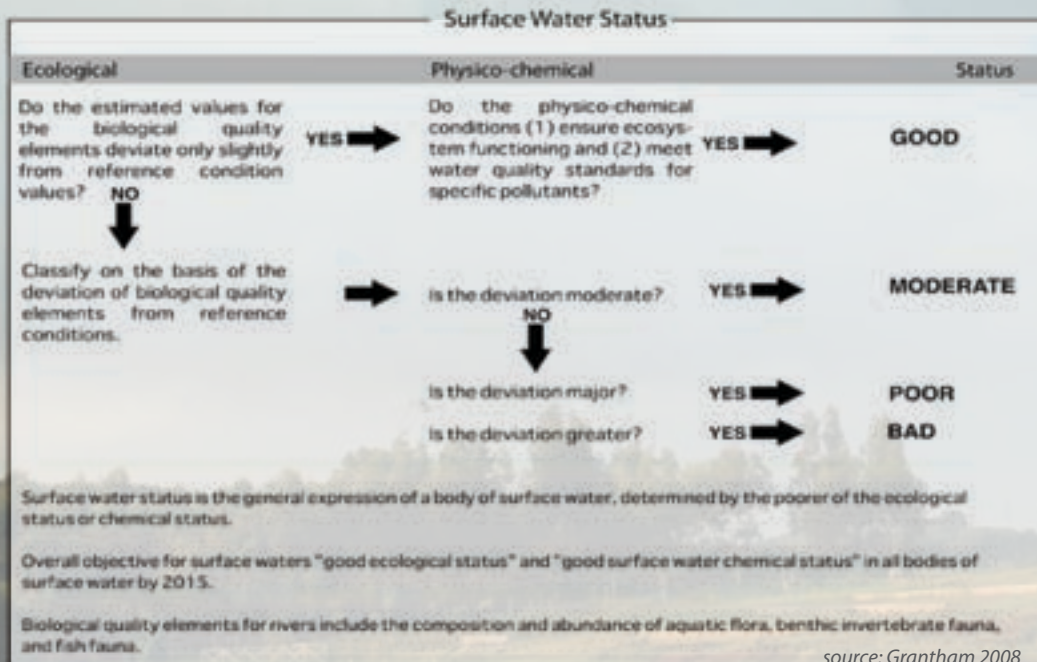 Surface Water Status
Ecological Physico-chemical Status
Do the estimated values for
the biological quality
elements deviate only slightly
from reference condition
values? NO
YES
Do the physico-chemical
conditions (1) ensure ecosys-
tem functioning and (2) meet
water quality standards for
specific pollutants?
YES
GOOD
Classify on the basis of the
deviation of biological quality
elements from reference
conditions.
Is the deviation moderate?
YES
MODERATE
NO
Is the deviation major?
YES
POOR
Is the deviation greater?
YES
BAD
Surface water status is the general expression of a body of surface water, determined by the poorer of the ecological
status or chemical status.
Overall objective for surface waters "good ecological status" and "good surface water chemical status" in all bodies of
surface water by 2015.
Biological quality elements for rivers include the composition and abundance of aquatic flora, benthic invertebrate fauna,
and fish fauna.
source: Grantham 2008